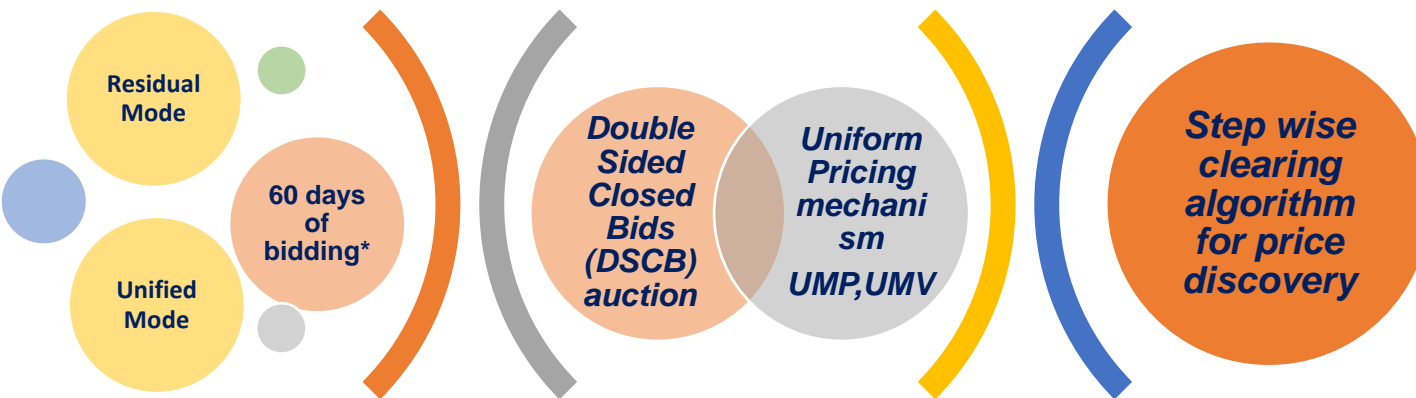 Residual
Mode
60 days
of
bidding*
Unified
Mode
Double
Sided
Closed
Bids
(DSCB)
auction
Uniform
Pricing
mechani
sm
UMP,UMV
Step wise
clearing
algorithm
for price
discovery